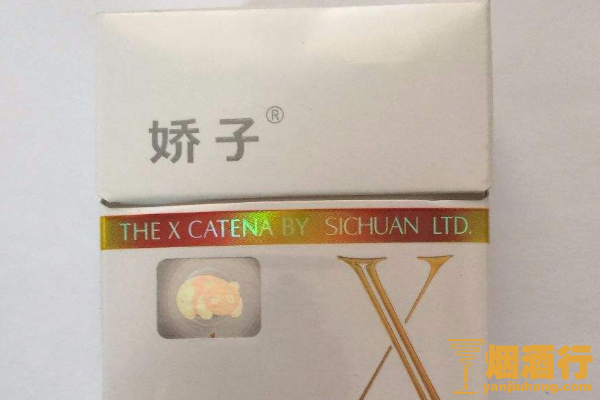 娇子®
THE X CATENA BY SICHUAN LTD.
X
烟酒行
yanjiuhang.com